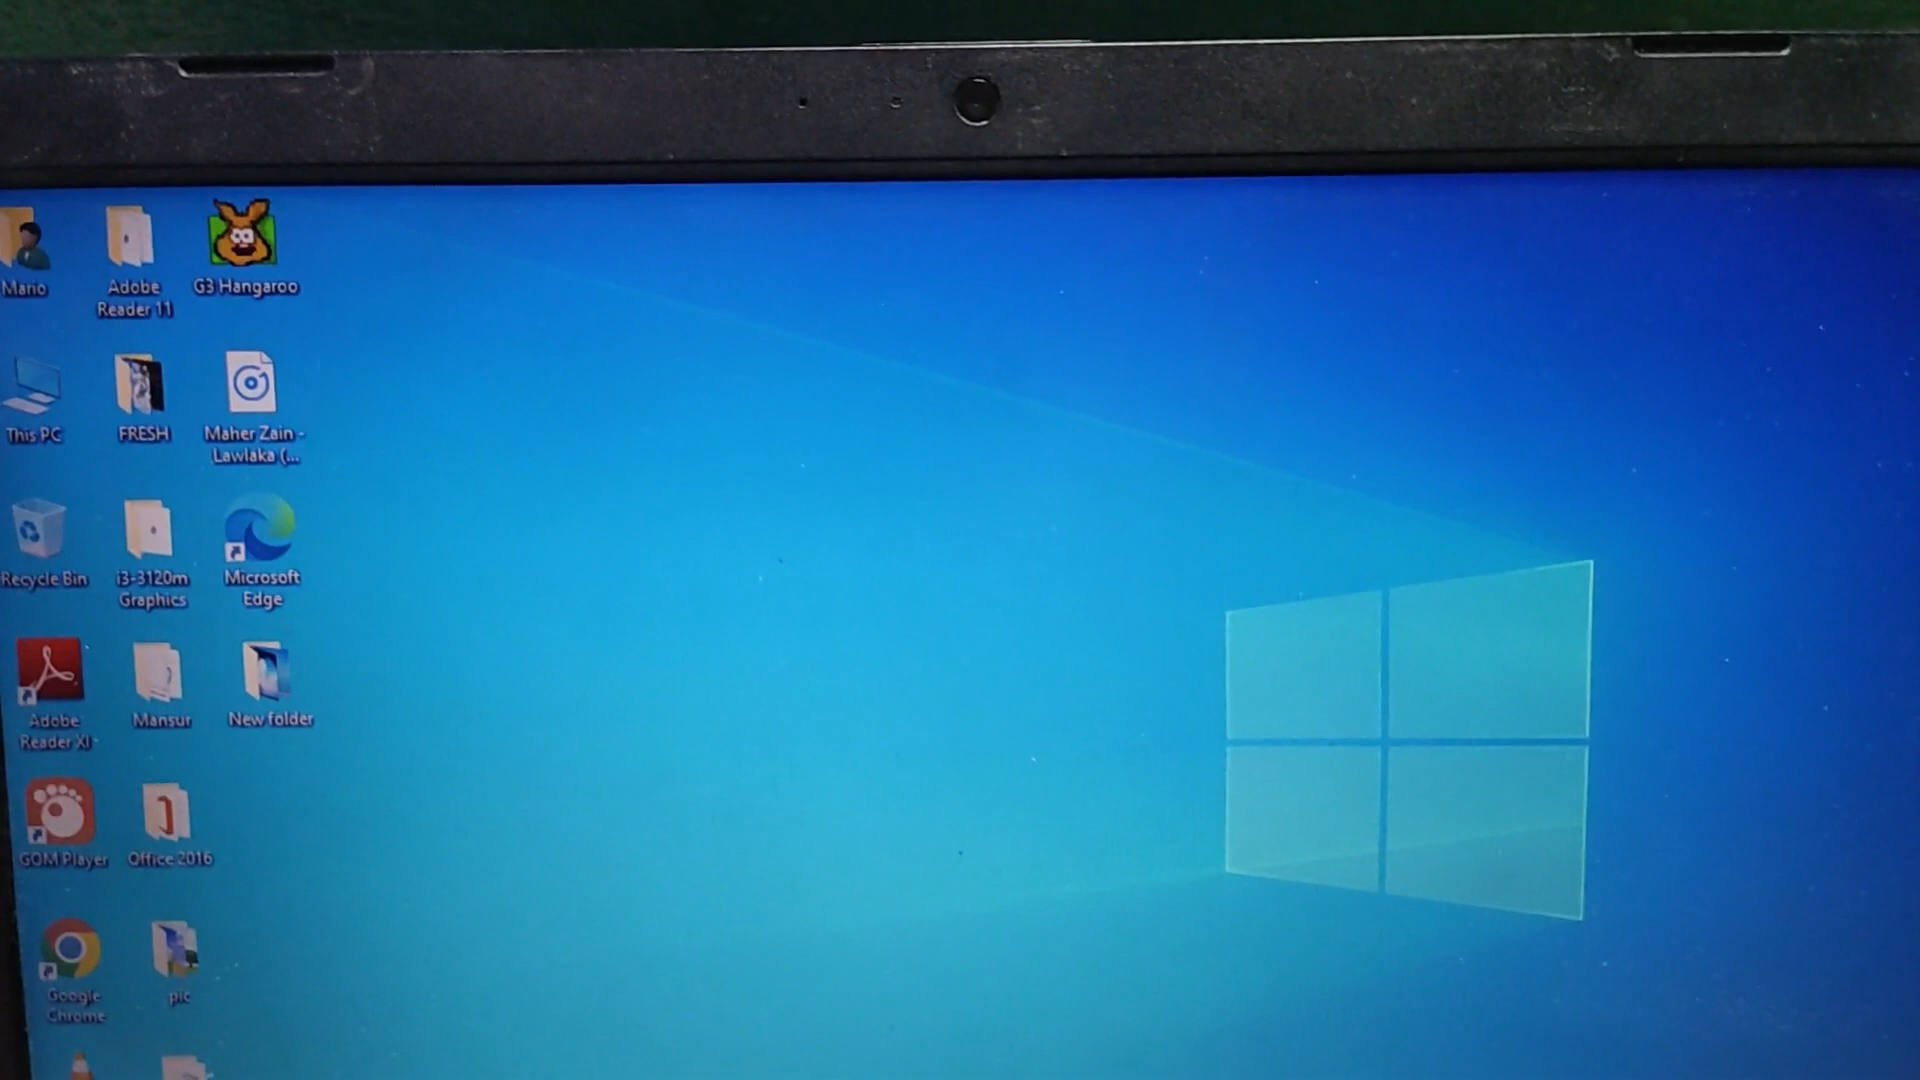 Mario
Adobe
Reader 11
G3 Hangaroo
This PC
FRESH
Maher Zain -
Lawlaka (...
Recycle Bin
i3-3120m
Graphics
Microsoft
Edge
Adobe
Reader XI
Mansur
New folder
GOM Player
Office 2016
Google
Chrome
pic